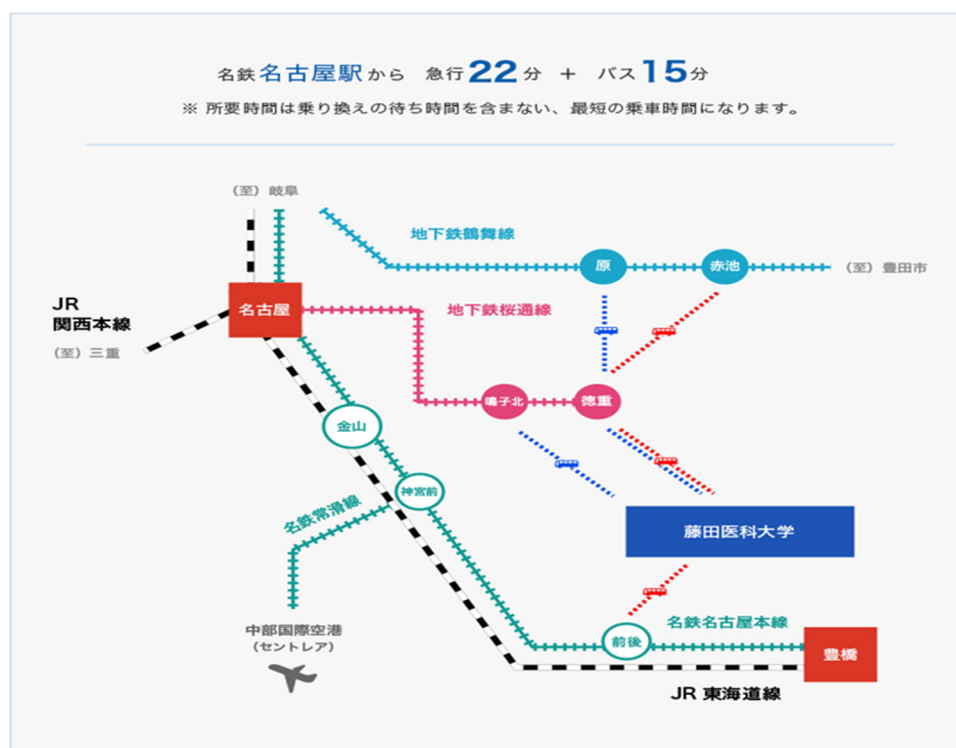 名鉄名古屋駅から 急行22分 + バス15分
※ 所要時間は乗り換えの待ち時間を含まない、最短の乗車時間になります。
（至）岐阜
地下鉄鶴舞線
原
赤池
（至）豊田市
JR
関西本線
（至）三重
名古屋
地下鉄桜通線
鳴子北
徳重
金山
神宮前
名鉄常滑線
藤田医科大学
中部国際空港
（セントレア）
名鉄名古屋本線
前後
豊橋
JR 東海道線